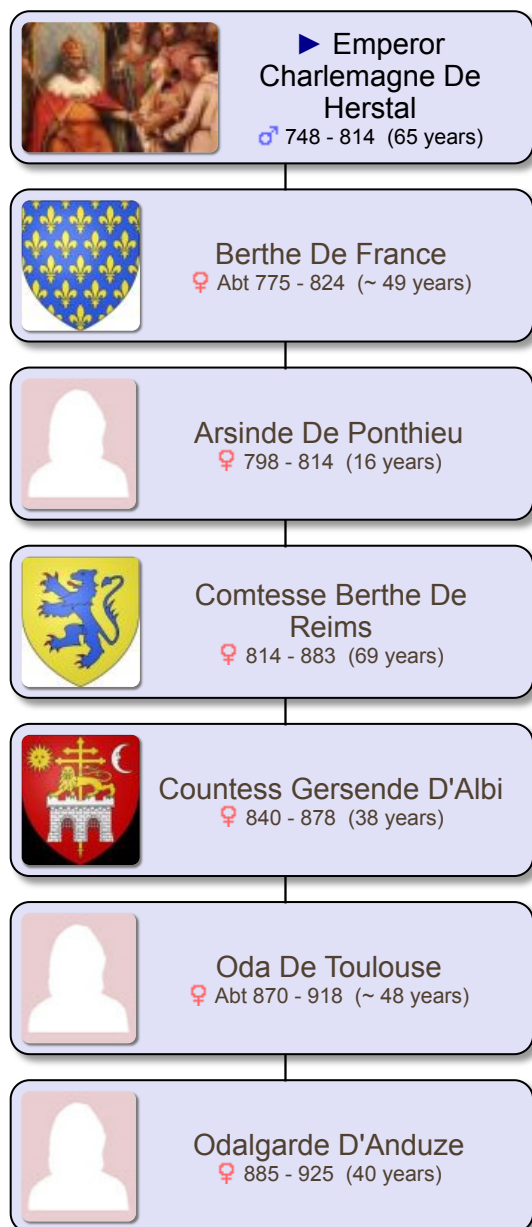 ► Emperor
Charlemagne De
Herstal
♂ 748 - 814 (65 years)
Berthe De France
♀ Abt 775 - 824 (~ 49 years)
Arsinde De Ponthieu
♀ 798 - 814 (16 years)
Comtesse Berthe De
Reims
♀ 814 - 883 (69 years)
Countess Gersende D'Albi
♀ 840 - 878 (38 years)
Oda De Toulouse
♀ Abt 870 - 918 (~ 48 years)
Odalgarde D'Anduze
♀ 885 - 925 (40 years)